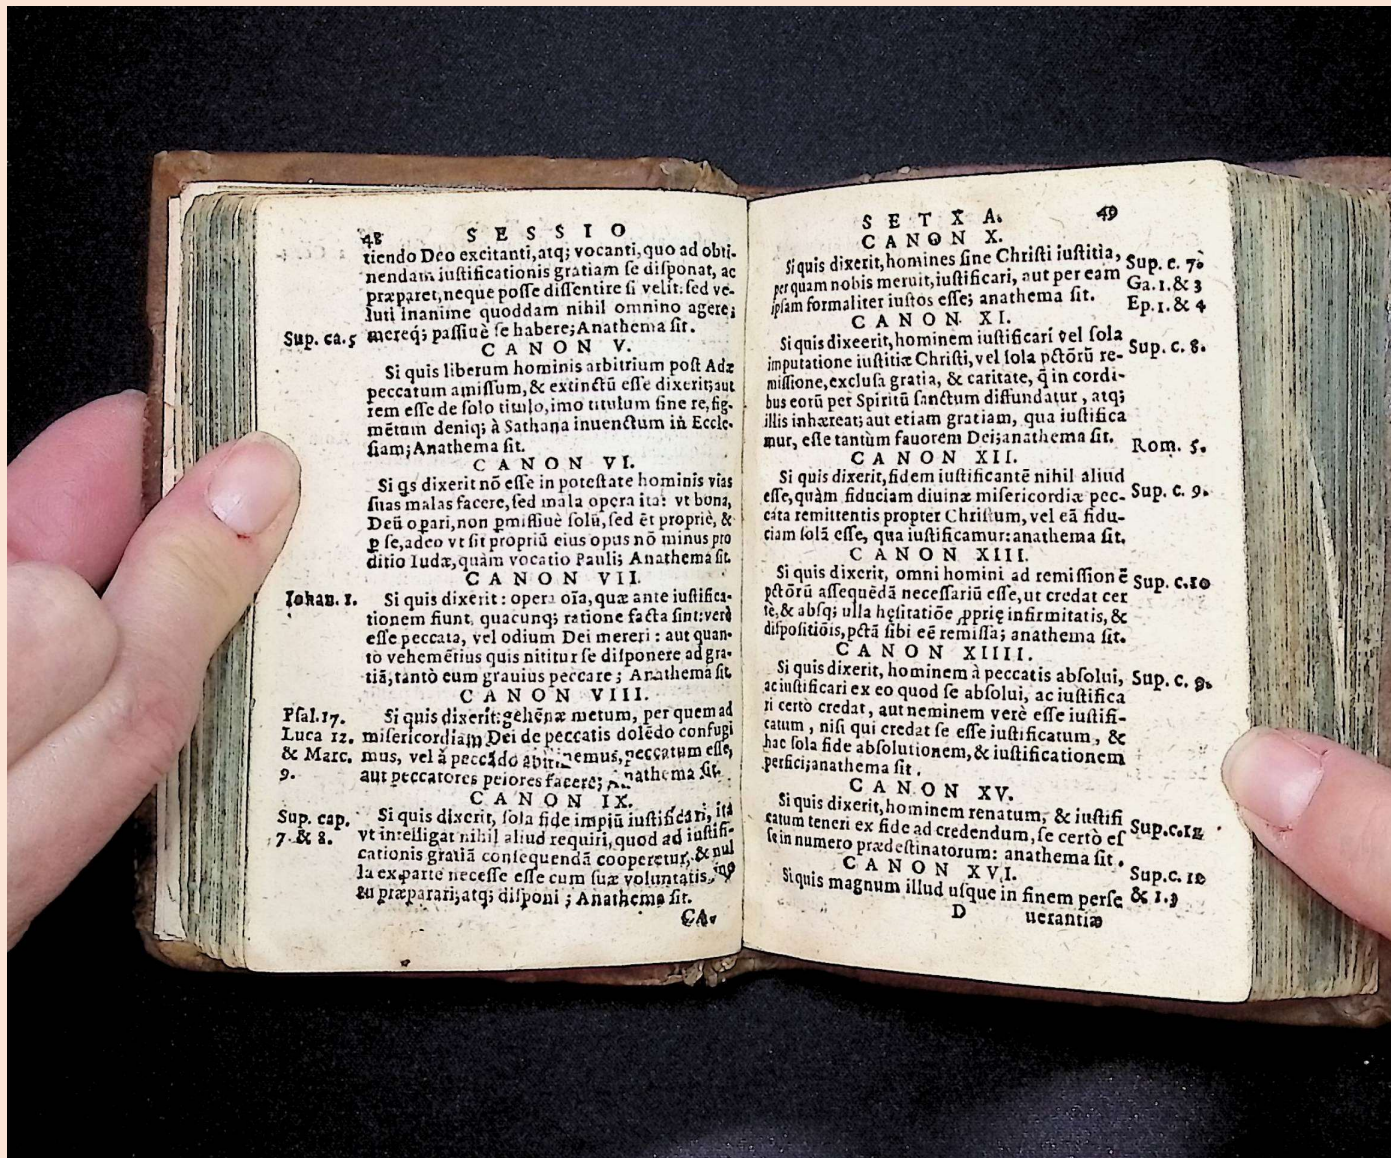 48 SESSIO
tiendo Deo excitanti, atq; vocanti, quo ad obti-
nendam iustificationis gratiam se disponat, ac
præparet, neque posse dissentire si velit: sed ve-
luti inanime quoddam nihil omnino agere;
Sup. ca. 5 mereq; passiuè se habere; Anathema sit.
CANON V.
Si quis liberum hominis arbitrium post Adæ
peccatum amissum, & extinctū esse dixerit; aut
rem esse de solo titulo, imo titulum sine re, fig-
mētum deniq; à Sathana inuenctum in Eccle-
siam; Anathema sit.
CANON VI.
Si qs dixerit nō esse in potestate hominis vias
suas malas facere, sed mala opera ita: vt bona,
Deū opari, non ꝑmissiuè solū, sed ēt propriè, &
ꝑ se, adeo vt sit propriū eius opus nō minus pro
ditio Iudæ, quàm vocatio Pauli; Anathema sit.
CANON VII.
Iohan. 1. Si quis dixerit: opera oīa, quæ ante iustifica-
tionem fiunt, quacunq; ratione facta sint: verè
esse peccata, vel odium Dei mereri: aut quan-
tò vehemētius quis nititur se disponere ad gra-
tiā, tantò eum grauius peccare; Anathema sit
CANON VIII.
Psal. 17. Si quis dixerit: gehēnæ metum, per quem ad
Luca 12. misericordiam Dei de peccatis dolēdo confugi
& Marc. mus, vel à peccādo abstinemus, peccatum esse,
9. aut peccatores peiores facere; Anathema sit.
CANON IX.
Sup. cap. Si quis dixerit, sola fide impiū iustificari, ita
7. & 8. vt intelligat nihil aliud requiri, quod ad iustifi-
cationis gratiā consequendā cooperetur, & nul
la ex parte necesse esse eum suæ voluntatis
præparari; atq; disponi; Anathema sit.
CA-
SETXA. 49
CANON X.
Si quis dixerit, homines sine Christi iustitia, Sup. c. 7.
per quam nobis meruit, iustificari, aut per eam Ga. 1. & 3
ipsam formaliter iustos esse; anathema sit. Ep. 1. & 4
CANON XI.
Si quis dixeerit, hominem iustificari vel sola
imputatione iustitiæ Christi, vel sola pctōrū re- Sup. c. 8.
missione, exclusa gratia, & caritate, q̄ in cordi-
bus eorū per Spiritū sanctum diffundatur, atq;
illis inhæreat; aut etiam gratiam, qua iustifica
mur, esse tantùm fauorem Dei; anathema sit. Rom. 5.
CANON XII.
Si quis dixerit, fidem iustificantē nihil aliud
esse, quàm fiduciam diuinæ misericordiæ pec- Sup. c. 9.
cata remittentis propter Christum, vel eā fidu-
ciam solā esse, qua iustificamur: anathema sit.
CANON XIII.
Si quis dixerit, omni homini ad remissionē Sup. c. 10
pctōrū assequēdā necessariū esse, ut credat cer
tè, & absq; ulla hęsitatiōe ꝓprię infirmitatis, &
dispositiōis, pctā sibi eē remissa; anathema sit.
CANON XIIII.
Si quis dixerit, hominem à peccatis absolui, Sup. c. 9.
ac iustificari ex eo quod se absolui, ac iustifica
ri certò credat, aut neminem verè esse iustifi-
catum, nisi qui credat se esse iustificatum, &
hac sola fide absolutionem, & iustificationem
perfici; anathema sit.
CANON XV.
Si quis dixerit, hominem renatum, & iustifi
catum teneri ex fide ad credendum, se certò es Sup. c. 12
se in numero prædestinatorum: anathema sit.
CANON XVI. Sup. c. 12
Si quis magnum illud usque in finem perse & 13
D uerantiæ